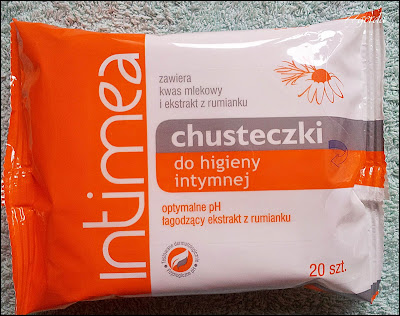 intimea
zawiera
kwas mlekowy
i ekstrakt z rumianku
chusteczki
do higieny
intymnej
optymalne pH
łagodzący ekstrakt z rumianku
20 szt.